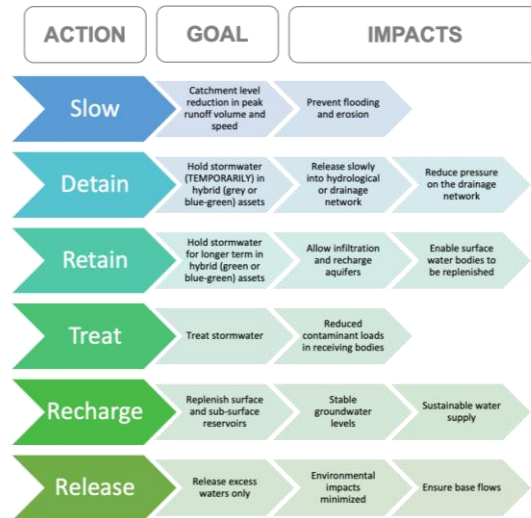 ACTION
GOAL
IMPACTS
Slow
Catchment level
reduction in peak
runoff volume and
speed
Prevent flooding
and erosion
Detain
Hold stormwater
(TEMPORARILY) in
hybrid (grey or
blue-green) assets
Release slowly
into hydrological
or drainage
network
Reduce pressure
on the drainage
network
Retain
Hold stormwater
for longer term in
hybrid (green or
blue-green) assets
Allow infiltration
and recharge
aquifers
Enable surface
water bodies to
be replenished
Treat
Treat stormwater
Reduced
contaminant loads
in receiving bodies
Recharge
Replenish surface
and sub-surface
reservoirs
Stable
groundwater
levels
Sustainable water
supply
Release
Release excess
waters only
Environmental
impacts
minimized
Ensure base flows